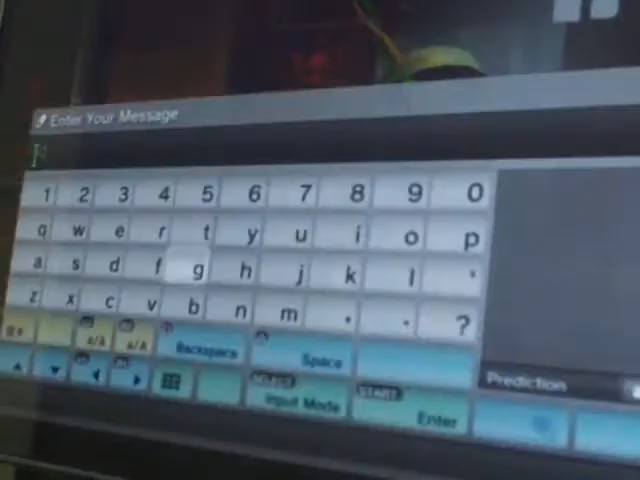 Enter Your Message
1 2 3 4 5 6 7 8 9 0
q w e r t y u i o p
a s d f g h j k l '
z x c v b n m , . ?
@# a/A a/A Backspace Space
SELECT START Prediction
Input Mode Enter